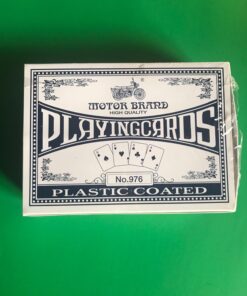 MOTOR BRAND
HIGH QUALITY
PLAYINGCARDS
No.976
PLASTIC COATED